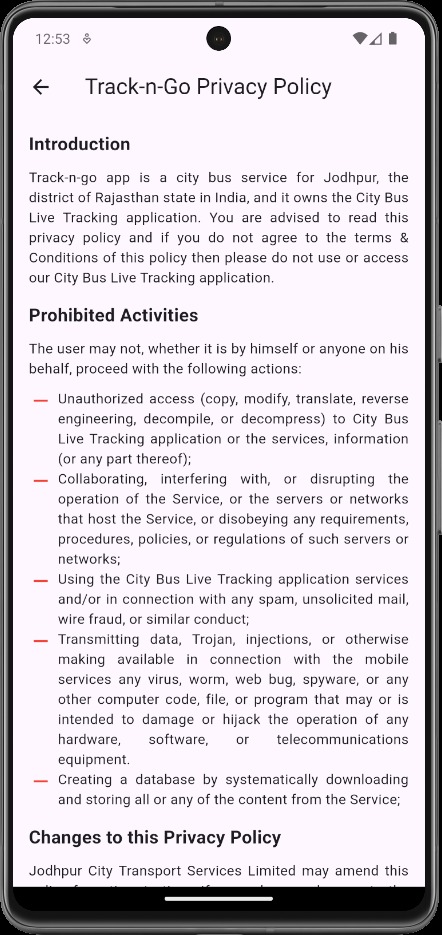 12:53
Track-n-Go Privacy Policy
Introduction
Track-n-go app is a city bus service for Jodhpur, the
district of Rajasthan state in India, and it owns the City Bus
Live Tracking application. You are advised to read this
privacy policy and if you do not agree to the terms &
Conditions of this policy then please do not use or access
our City Bus Live Tracking application.
Prohibited Activities
The user may not, whether it is by himself or anyone on his
behalf, proceed with the following actions:
Unauthorized access (copy, modify, translate, reverse
engineering, decompile, or decompress) to City Bus
Live Tracking application or the services, information
(or any part thereof);
Collaborating, interfering with, or disrupting the
operation of the Service, or the servers or networks
that host the Service, or disobeying any requirements,
procedures, policies, or regulations of such servers or
networks;
Using the City Bus Live Tracking application services
and/or in connection with any spam, unsolicited mail,
wire fraud, or similar conduct;
Transmitting data, Trojan, injections, or otherwise
making available in connection with the mobile
services any virus, worm, web bug, spyware, or any
other computer code, file, or program that may or is
intended to damage or hijack the operation of any
hardware, software, or telecommunications
equipment.
Creating a database by systematically downloading
and storing all or any of the content from the Service;
Changes to this Privacy Policy
Jodhpur City Transport Services Limited may amend this